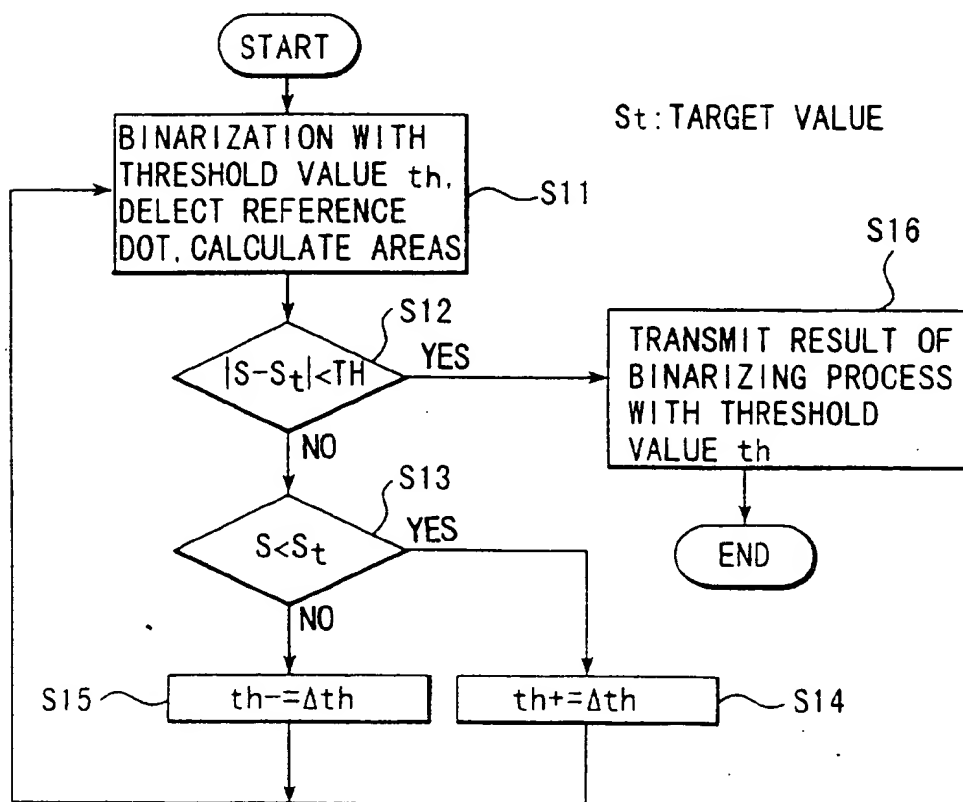 START
St: TARGET VALUE
BINARIZATION WITH
THRESHOLD VALUE th,
DELECT REFERENCE
DOT, CALCULATE AREAS
S11
S16
S12
|S-St|<TH
YES
TRANSMIT RESULT OF
BINARIZING PROCESS
WITH THRESHOLD
VALUE th
NO
S13
S<St
YES
END
NO
S15
th-=Δth
th+=Δth
S14